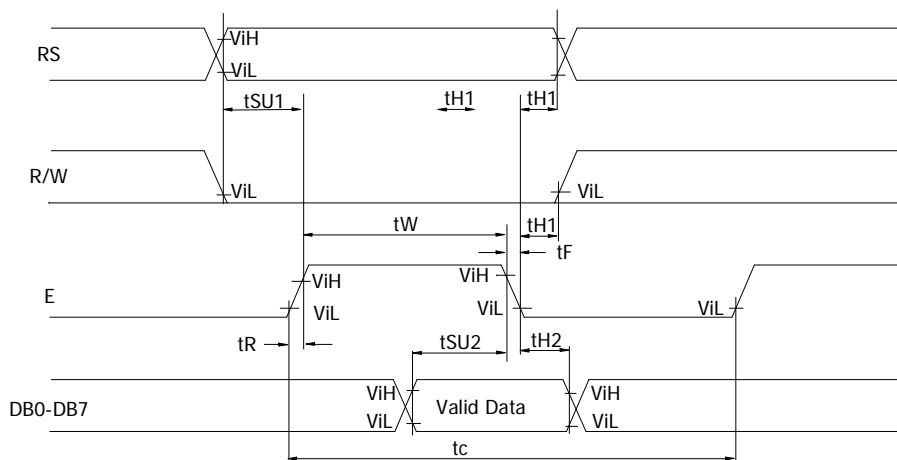 RS
ViH
ViL
tSU1
tH1
tH1
R/W
ViL
ViL
tW
tH1
tF
E
ViH
ViL
ViH
ViL
ViL
tR
tSU2
tH2
DB0-DB7
ViH
ViL
Valid Data
ViH
ViL
tc